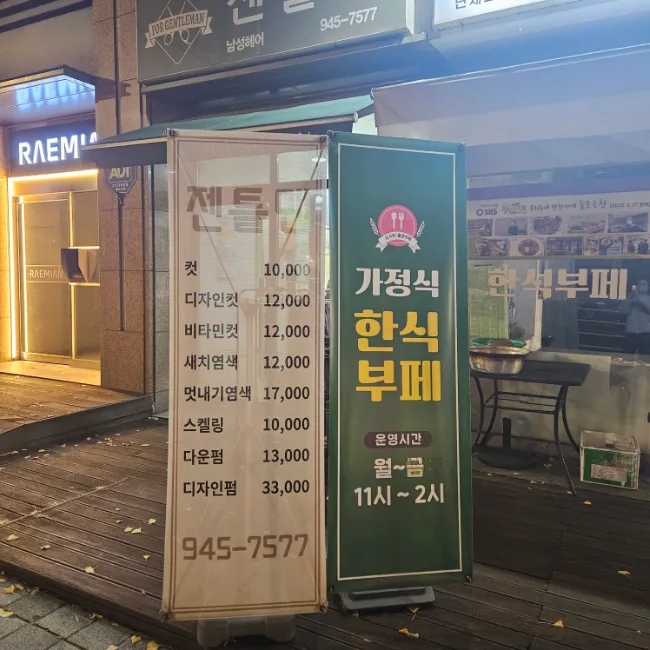 FOR GENTLEMAN
젠틀
남성헤어
945-7577
RAEMIA
ADT
RAEMIAN
젠틀
컷 10,000
디자인컷 12,000
비타민컷 12,000
새치염색 12,000
멋내기염색 17,000
스켈링 10,000
다운펌 13,000
디자인펌 33,000
945-7577
가정식
한식
부페
운영시간
월~금
11시 ~ 2시
SBS
한식부페